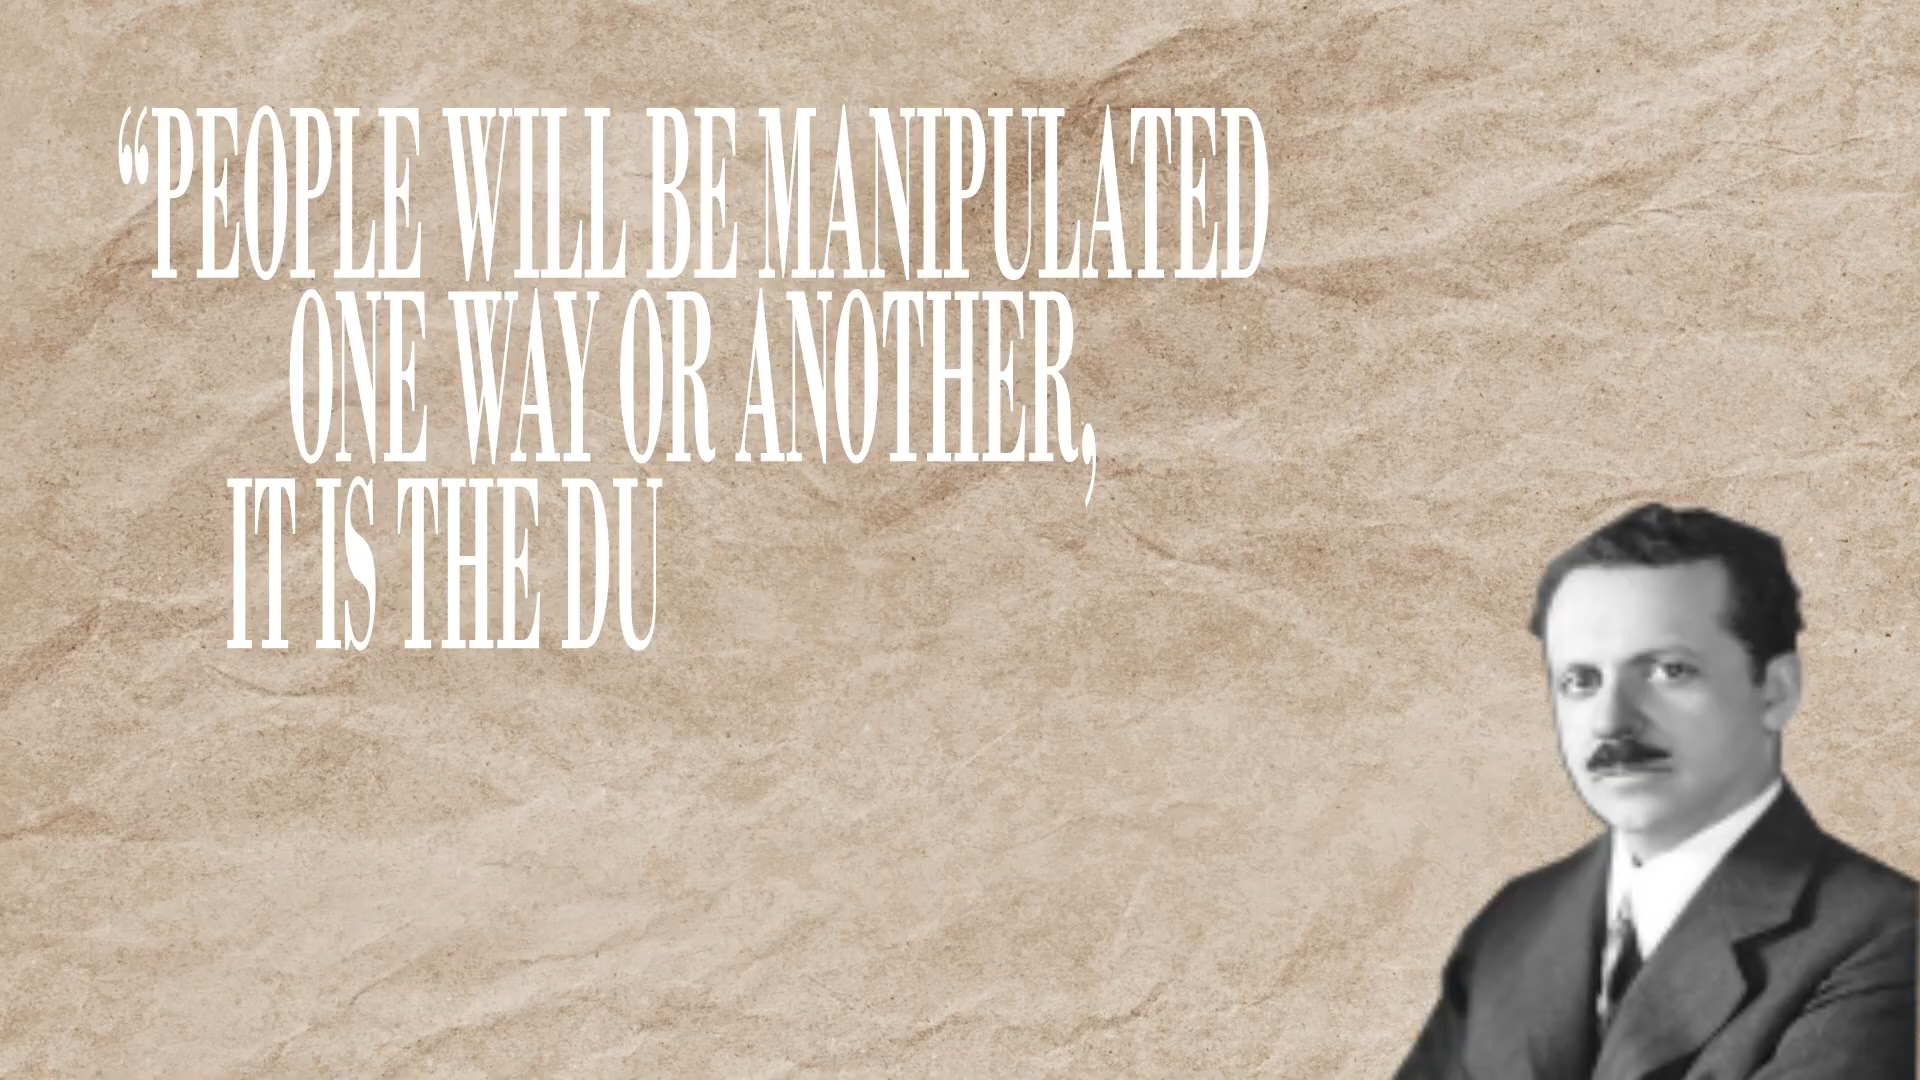 “PEOPLE WILL BE MANIPULATED
ONE WAY OR ANOTHER,
IT IS THE DU